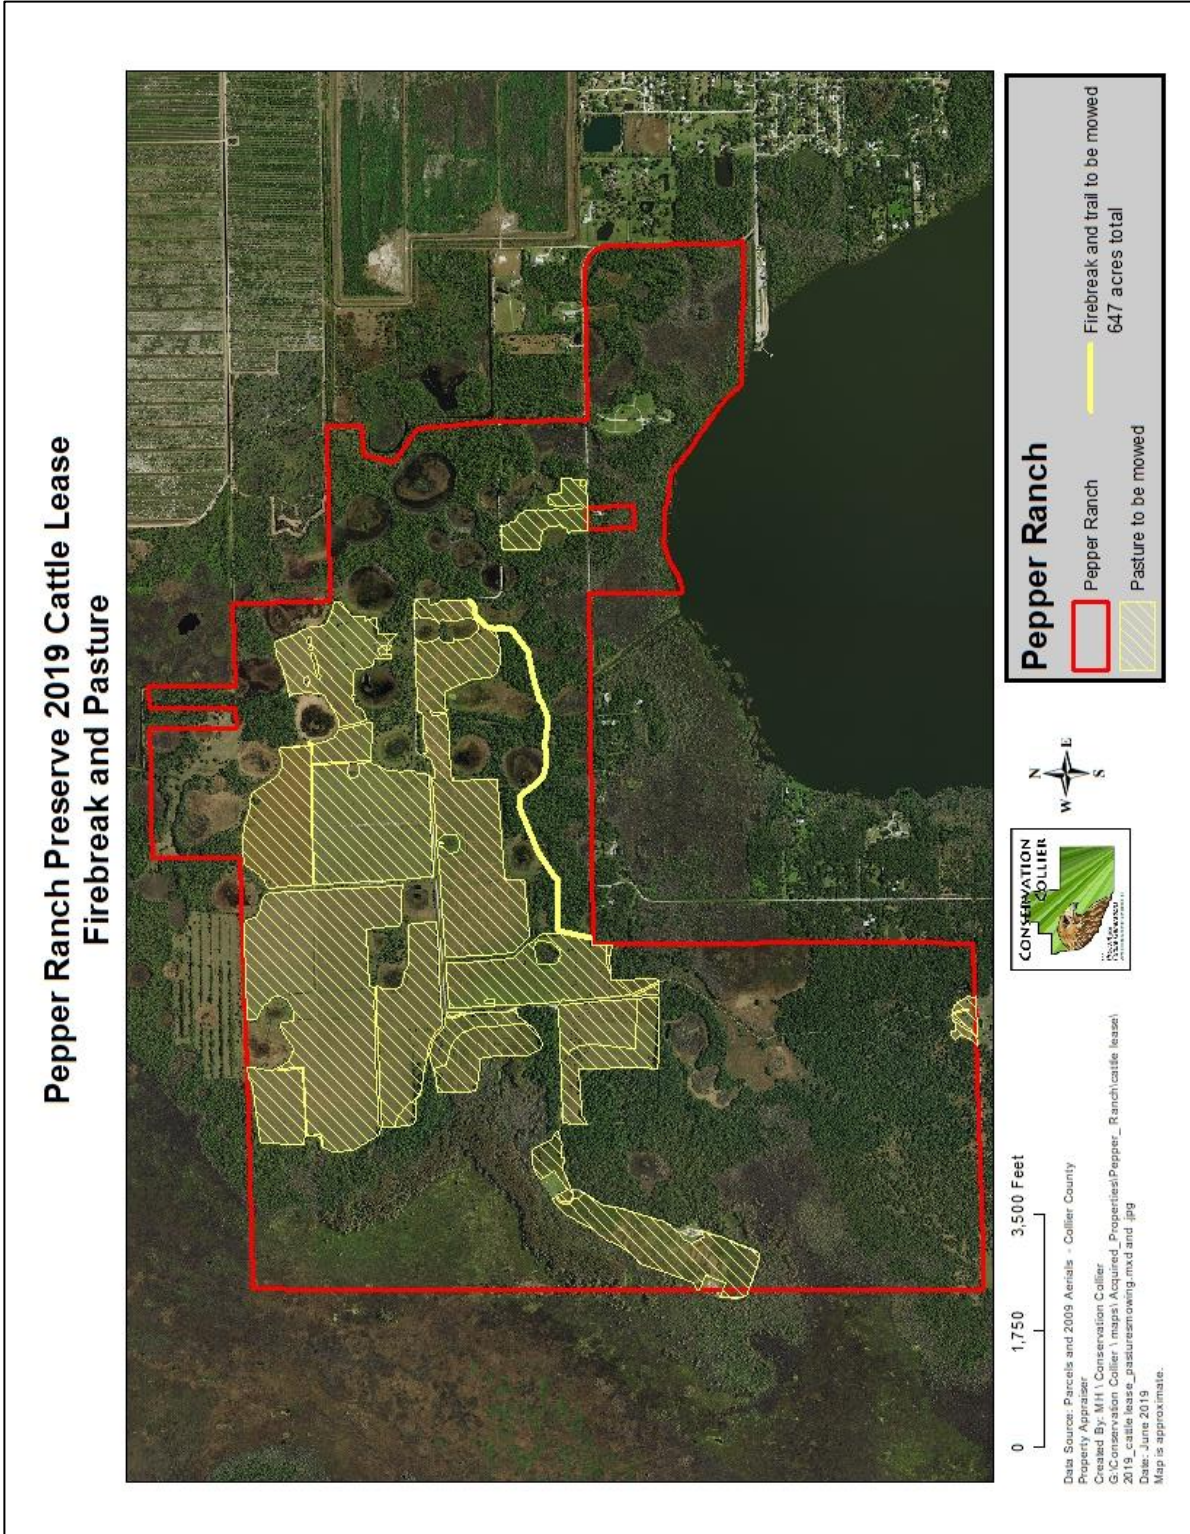 Pepper Ranch Preserve 2019 Cattle Lease
Firebreak and Pasture
0 1,750 3,500 Feet
Data Source: Parcels and 2009 Aerials - Collier County
Property Appraiser
Created By: MH \ Conservation Collier
G:\Conservation Collier \ maps\ Acquired_Properties\Pepper_ Ranch\cattle lease\
2019_cattle lease_pasturesmowing.mxd and .jpg
Date: June 2019
Map is approximate.
CONSERVATION
COLLIER
N
W E
S
Pepper Ranch
Pepper Ranch
Pasture to be mowed
Firebreak and trail to be mowed
647 acres total